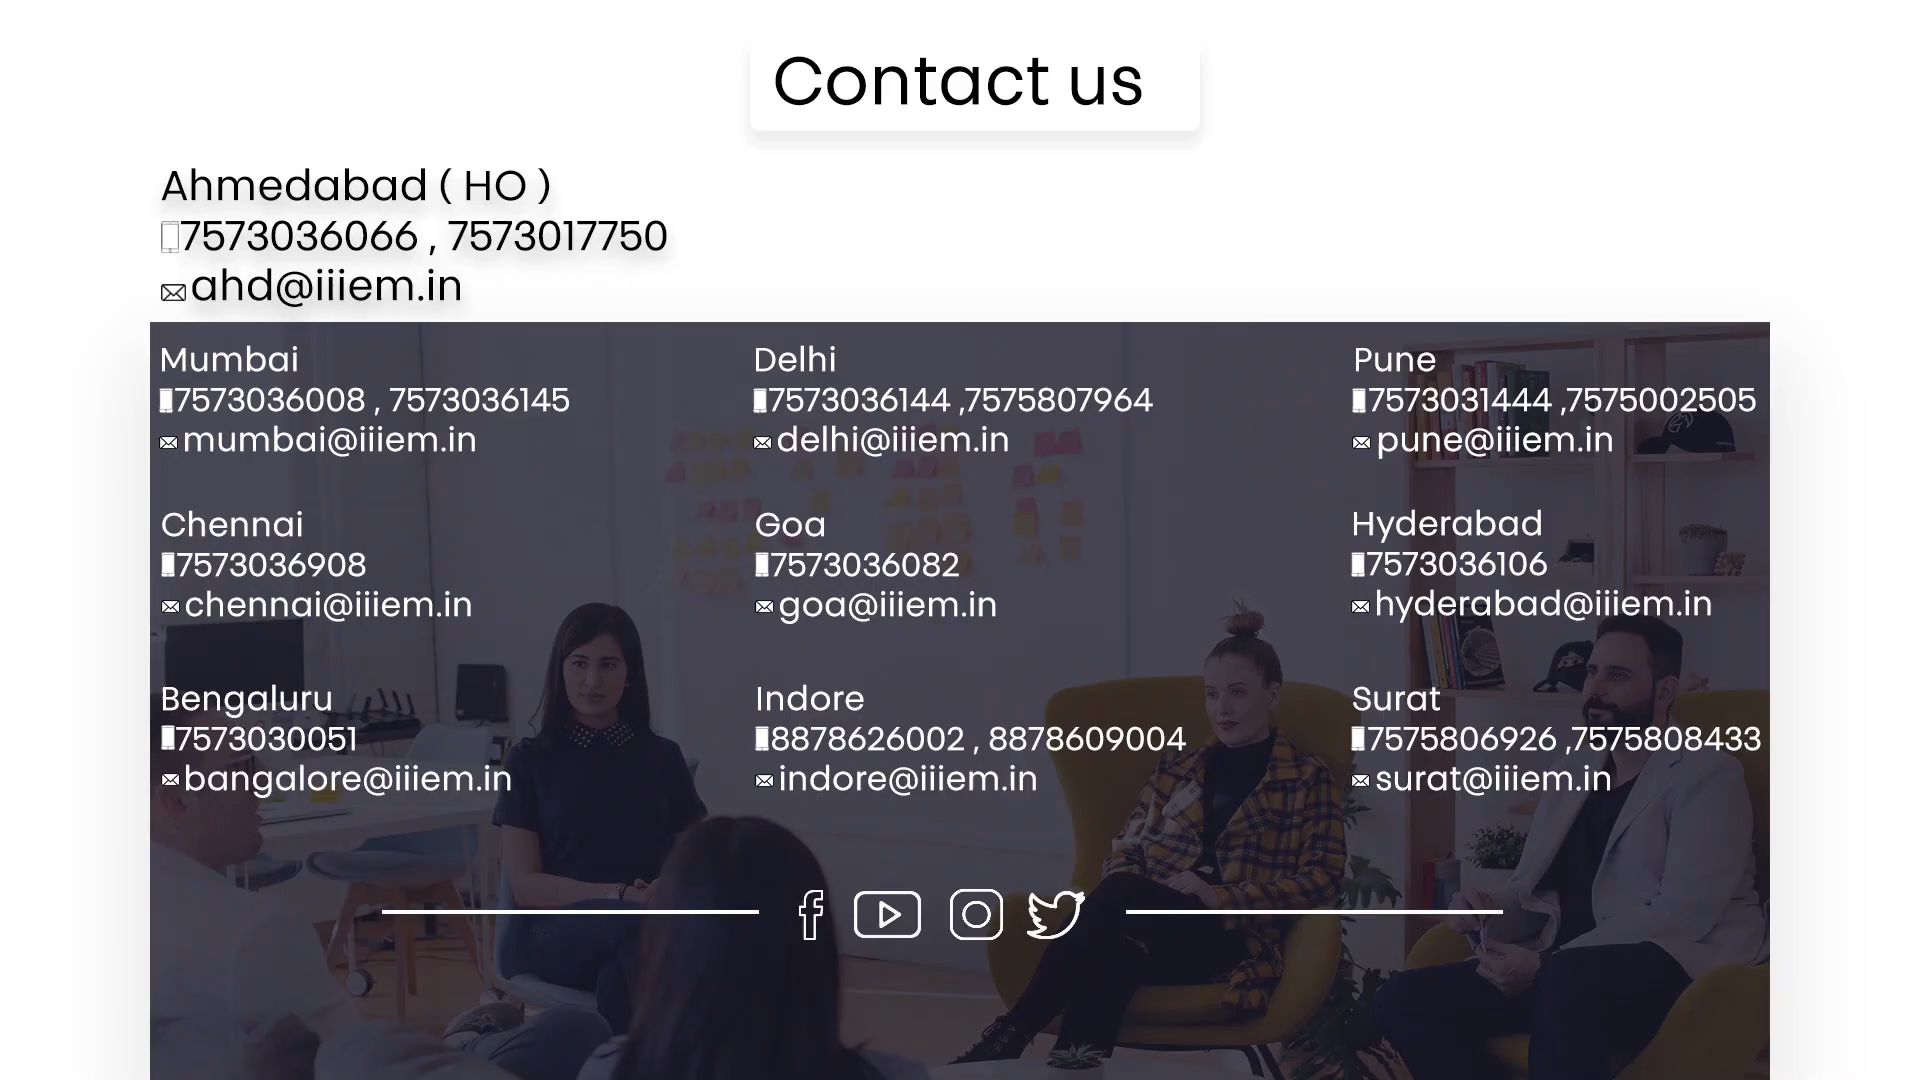 Contact us
Ahmedabad ( HO )
7573036066 , 7573017750
ahd@iiiem.in
Mumbai
7573036008 , 7573036145
mumbai@iiiem.in
Delhi
7573036144 ,7575807964
delhi@iiiem.in
Pune
7573031444 ,7575002505
pune@iiiem.in
Chennai
7573036908
chennai@iiiem.in
Goa
7573036082
goa@iiiem.in
Hyderabad
7573036106
hyderabad@iiiem.in
Bengaluru
7573030051
bangalore@iiiem.in
Indore
8878626002 , 8878609004
indore@iiiem.in
Surat
7575806926 ,7575808433
surat@iiiem.in